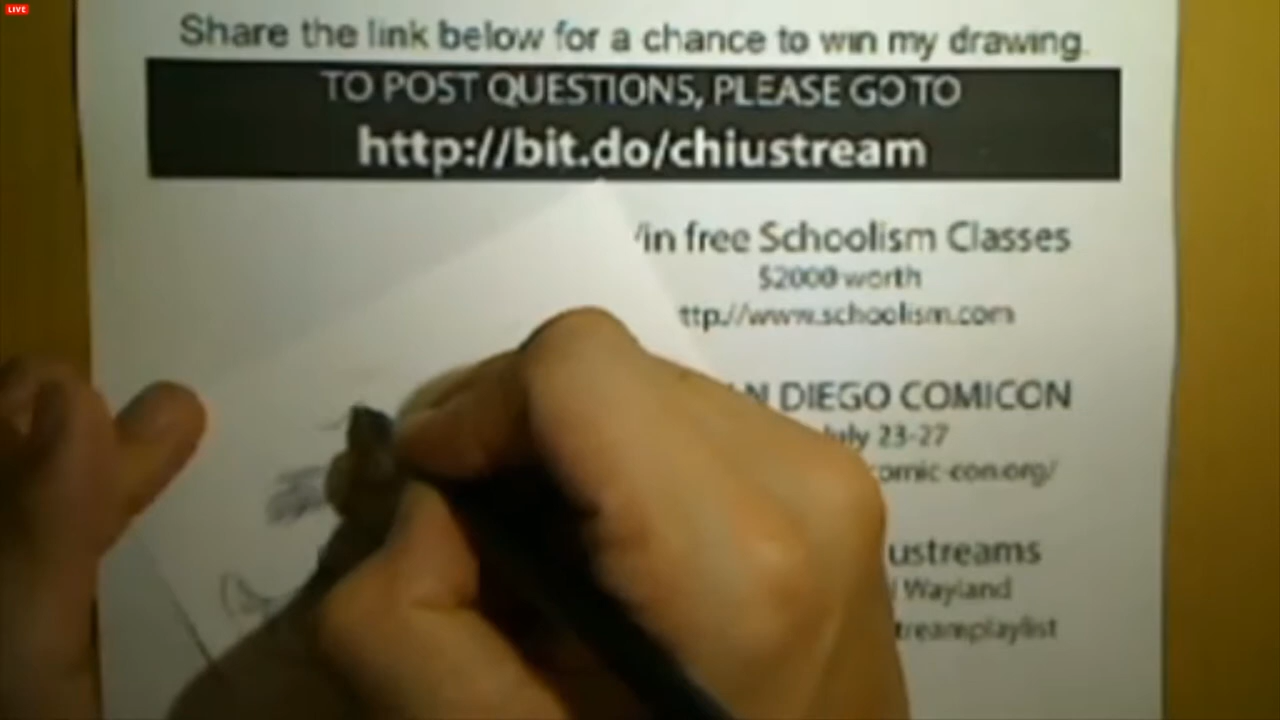 LIVE
Share the link below for a chance to win my drawing.
TO POST QUESTIONS, PLEASE GO TO
http://bit.do/chiustream
in free Schoolism Classes
$2000 worth
ttp://www.schoolism.com
N DIEGO COMICON
July 23-27
comic-con.org/
ustreams
Wayland
treamplaylist